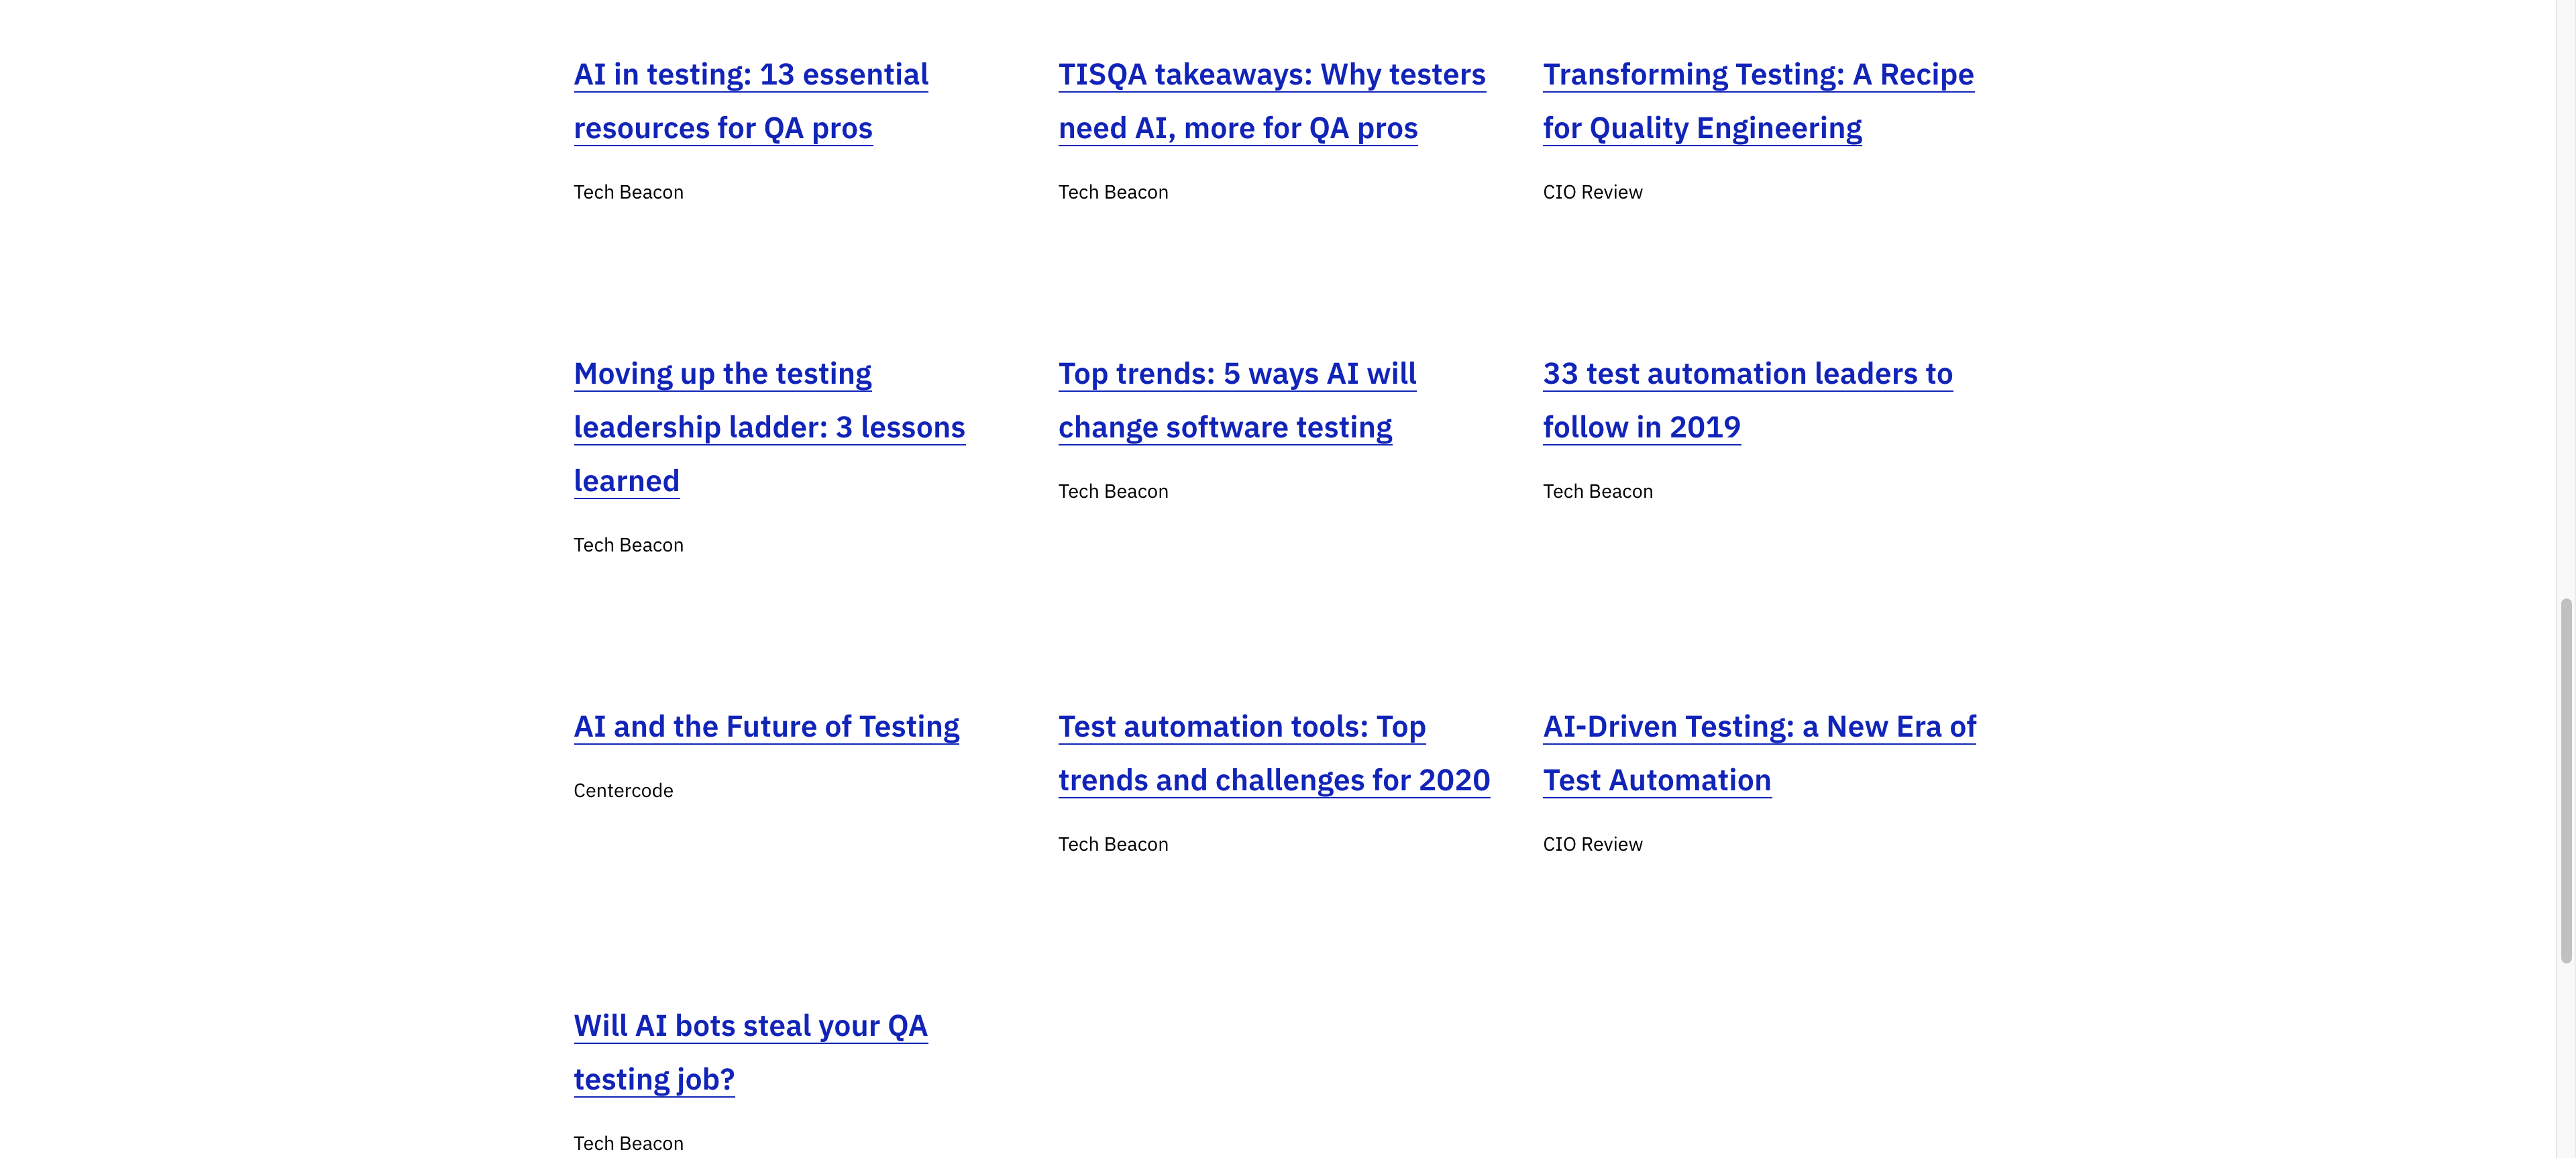 AI in testing: 13 essential
resources for QA pros
Tech Beacon
TISQA takeaways: Why testers
need AI, more for QA pros
Tech Beacon
Transforming Testing: A Recipe
for Quality Engineering
CIO Review
Moving up the testing
leadership ladder: 3 lessons
learned
Tech Beacon
Top trends: 5 ways AI will
change software testing
Tech Beacon
33 test automation leaders to
follow in 2019
Tech Beacon
AI and the Future of Testing
Centercode
Test automation tools: Top
trends and challenges for 2020
Tech Beacon
AI-Driven Testing: a New Era of
Test Automation
CIO Review
Will AI bots steal your QA
testing job?
Tech Beacon